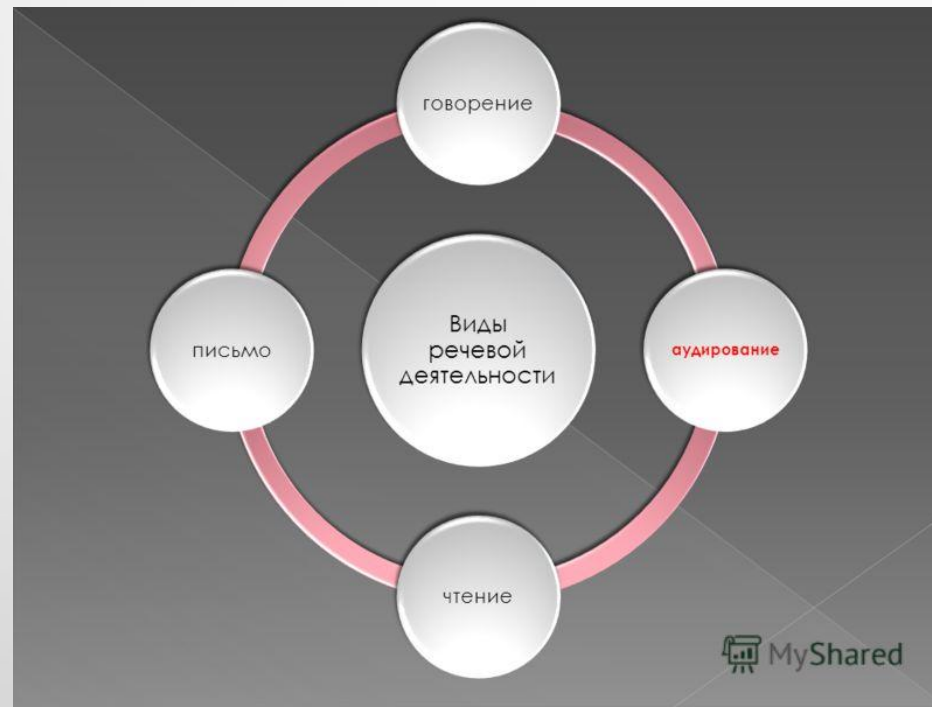 говорение
письмо
Виды
речевой
деятельности
аудирование
чтение
MyShared